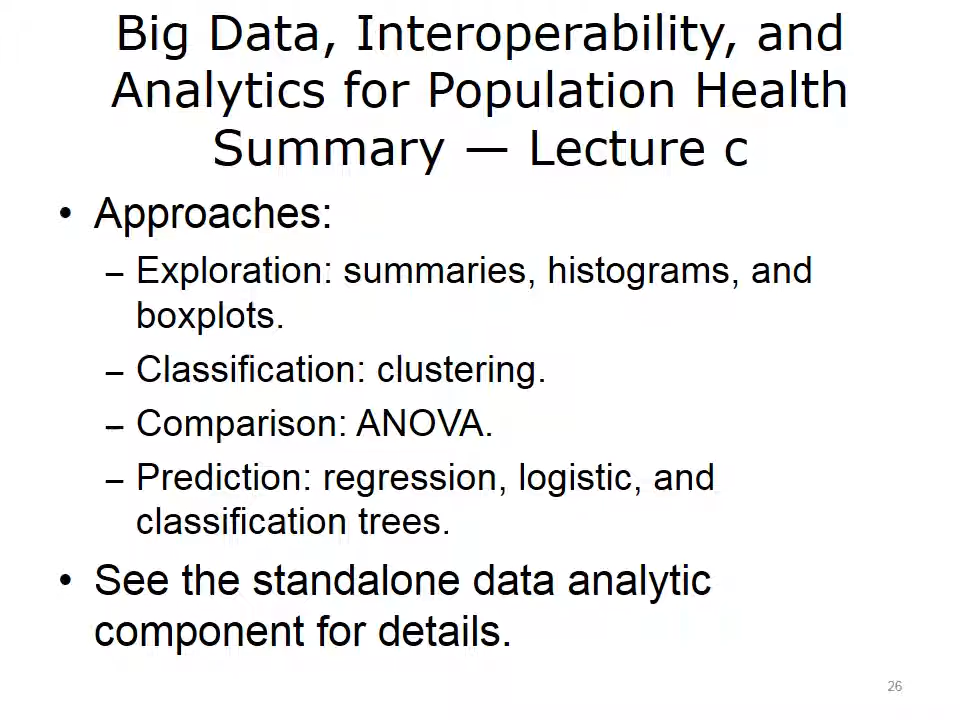 Big Data, Interoperability, and
Analytics for Population Health
Summary — Lecture c
• Approaches:
– Exploration: summaries, histograms, and
boxplots.
– Classification: clustering.
– Comparison: ANOVA.
– Prediction: regression, logistic, and
classification trees.
• See the standalone data analytic
component for details.
26